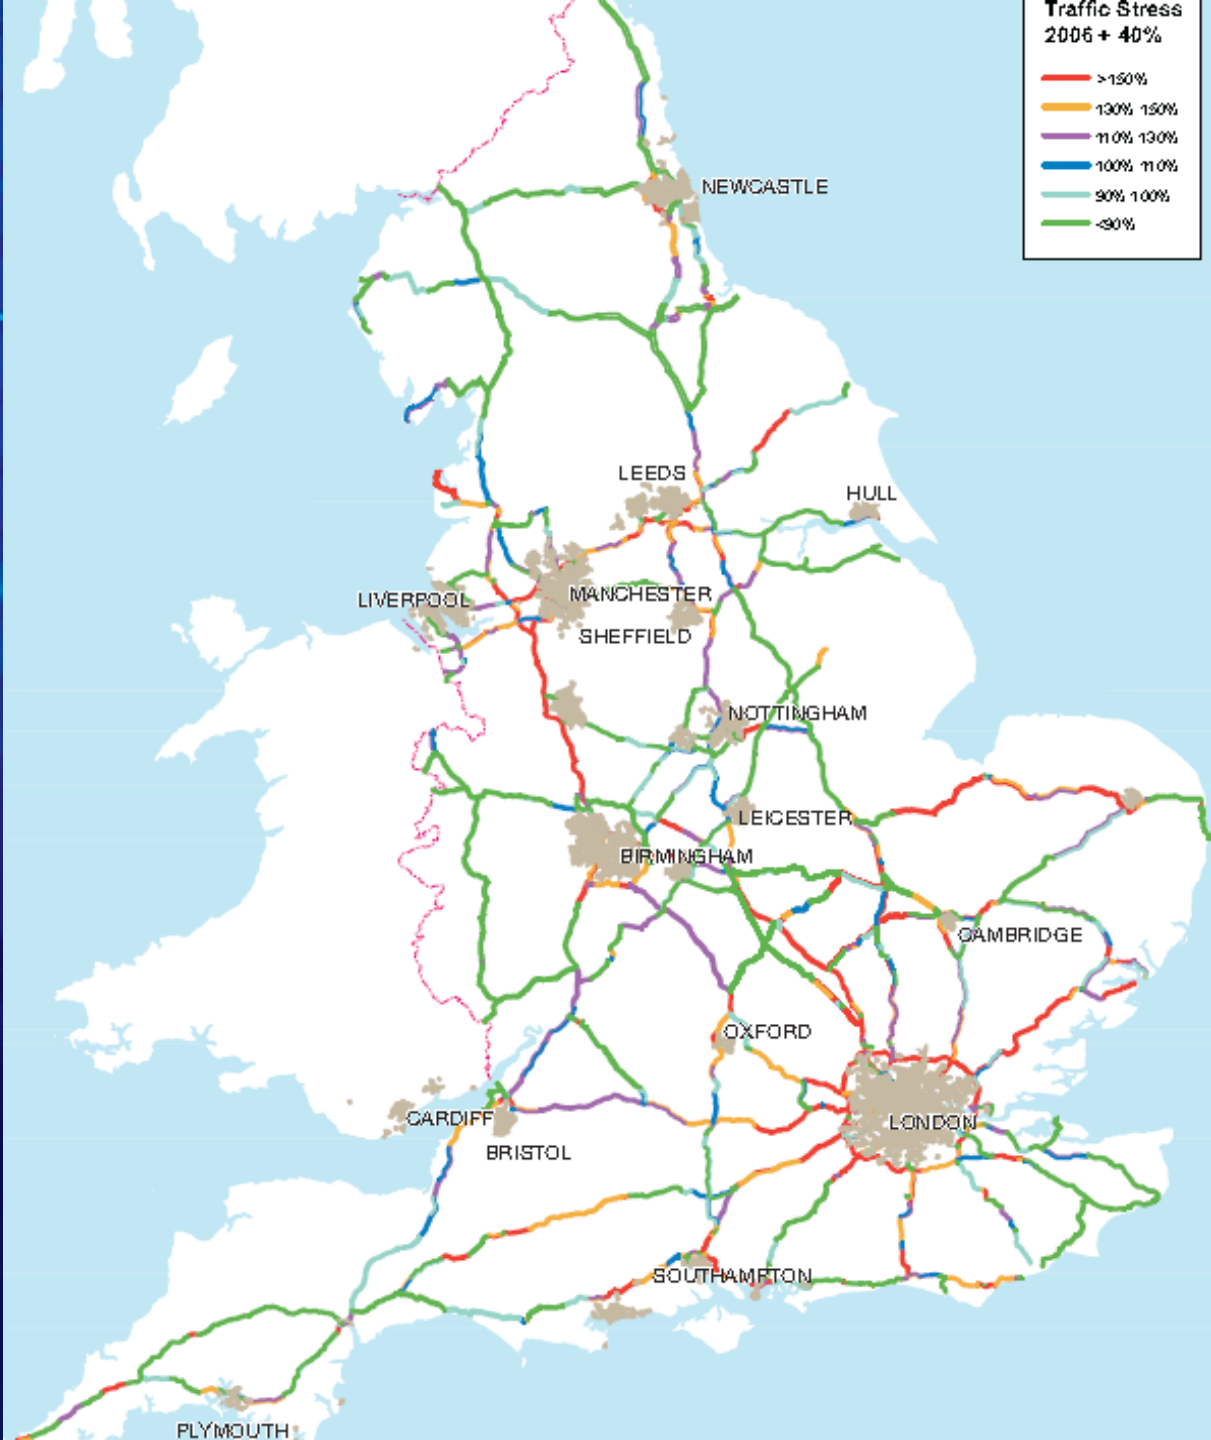 Traffic Stress
2006 + 40%
>150%
130% 150%
110% 130%
100% 110%
90% 100%
<90%
NEWCASTLE
LEEDS
HULL
LIVERPOOL
MANCHESTER
SHEFFIELD
NOTTINGHAM
LEICESTER
BIRMINGHAM
CAMBRIDGE
OXFORD
CARDIFF
LONDON
BRISTOL
SOUTHAMPTON
PLYMOUTH